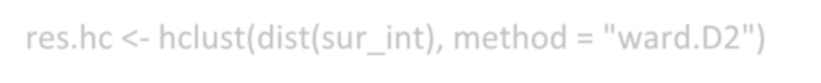 res.hc <- hclust(dist(sur_int), method = "ward.D2")